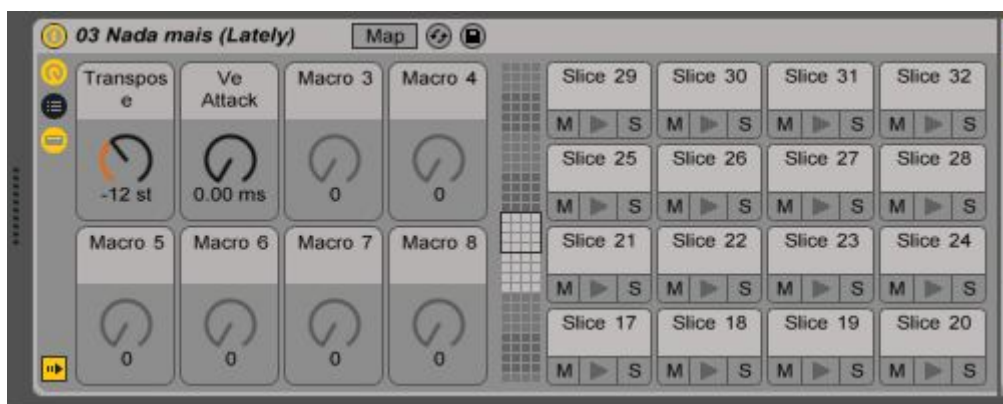 03 Nada mais (Lately) Map
Transpos
e
Ve
Attack
Macro 3
Macro 4
-12 st
0.00 ms
0
0
Macro 5
Macro 6
Macro 7
Macro 8
0
0
0
0
Slice 29
Slice 30
Slice 31
Slice 32
M S
M S
M S
M S
Slice 25
Slice 26
Slice 27
Slice 28
M S
M S
M S
M S
Slice 21
Slice 22
Slice 23
Slice 24
M S
M S
M S
M S
Slice 17
Slice 18
Slice 19
Slice 20
M S
M S
M S
M S